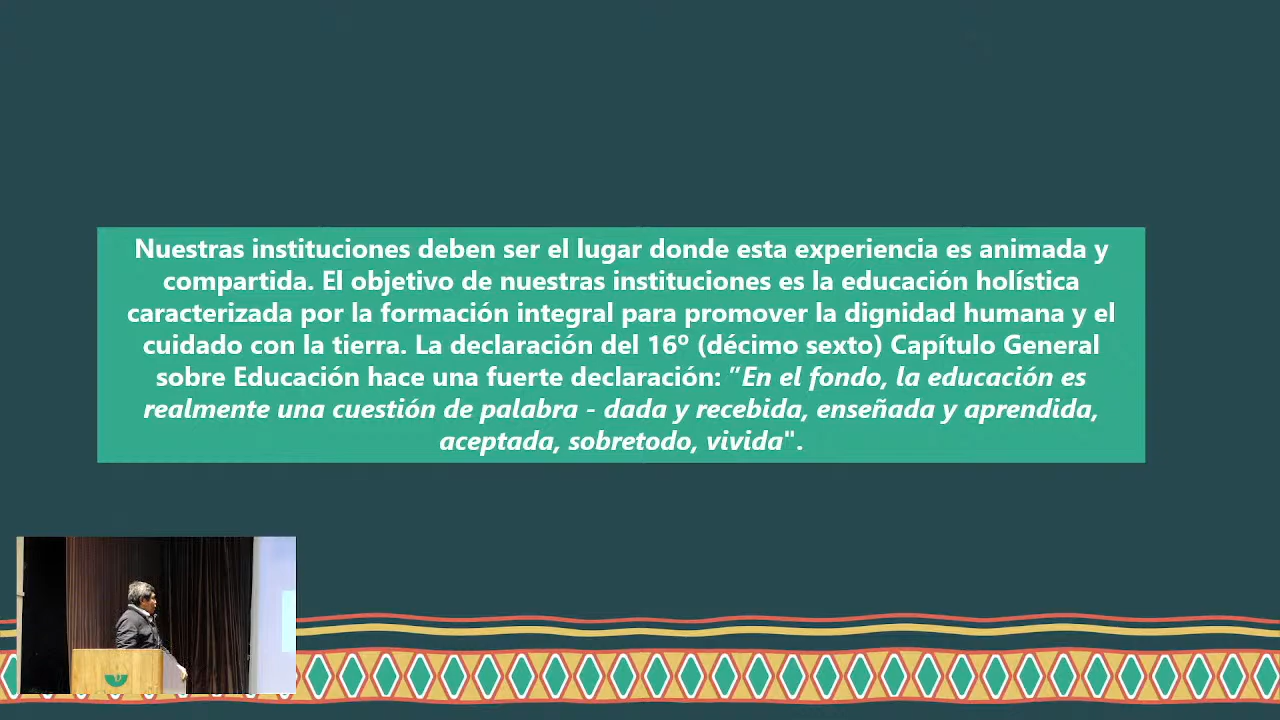 Nuestras instituciones deben ser el lugar donde esta experiencia es animada y
compartida. El objetivo de nuestras instituciones es la educación holística
caracterizada por la formación integral para promover la dignidad humana y el
cuidado con la tierra. La declaración del 16º (décimo sexto) Capítulo General
sobre Educación hace una fuerte declaración: "En el fondo, la educación es
realmente una cuestión de palabra - dada y recebida, enseñada y aprendida,
aceptada, sobretodo, vivida".